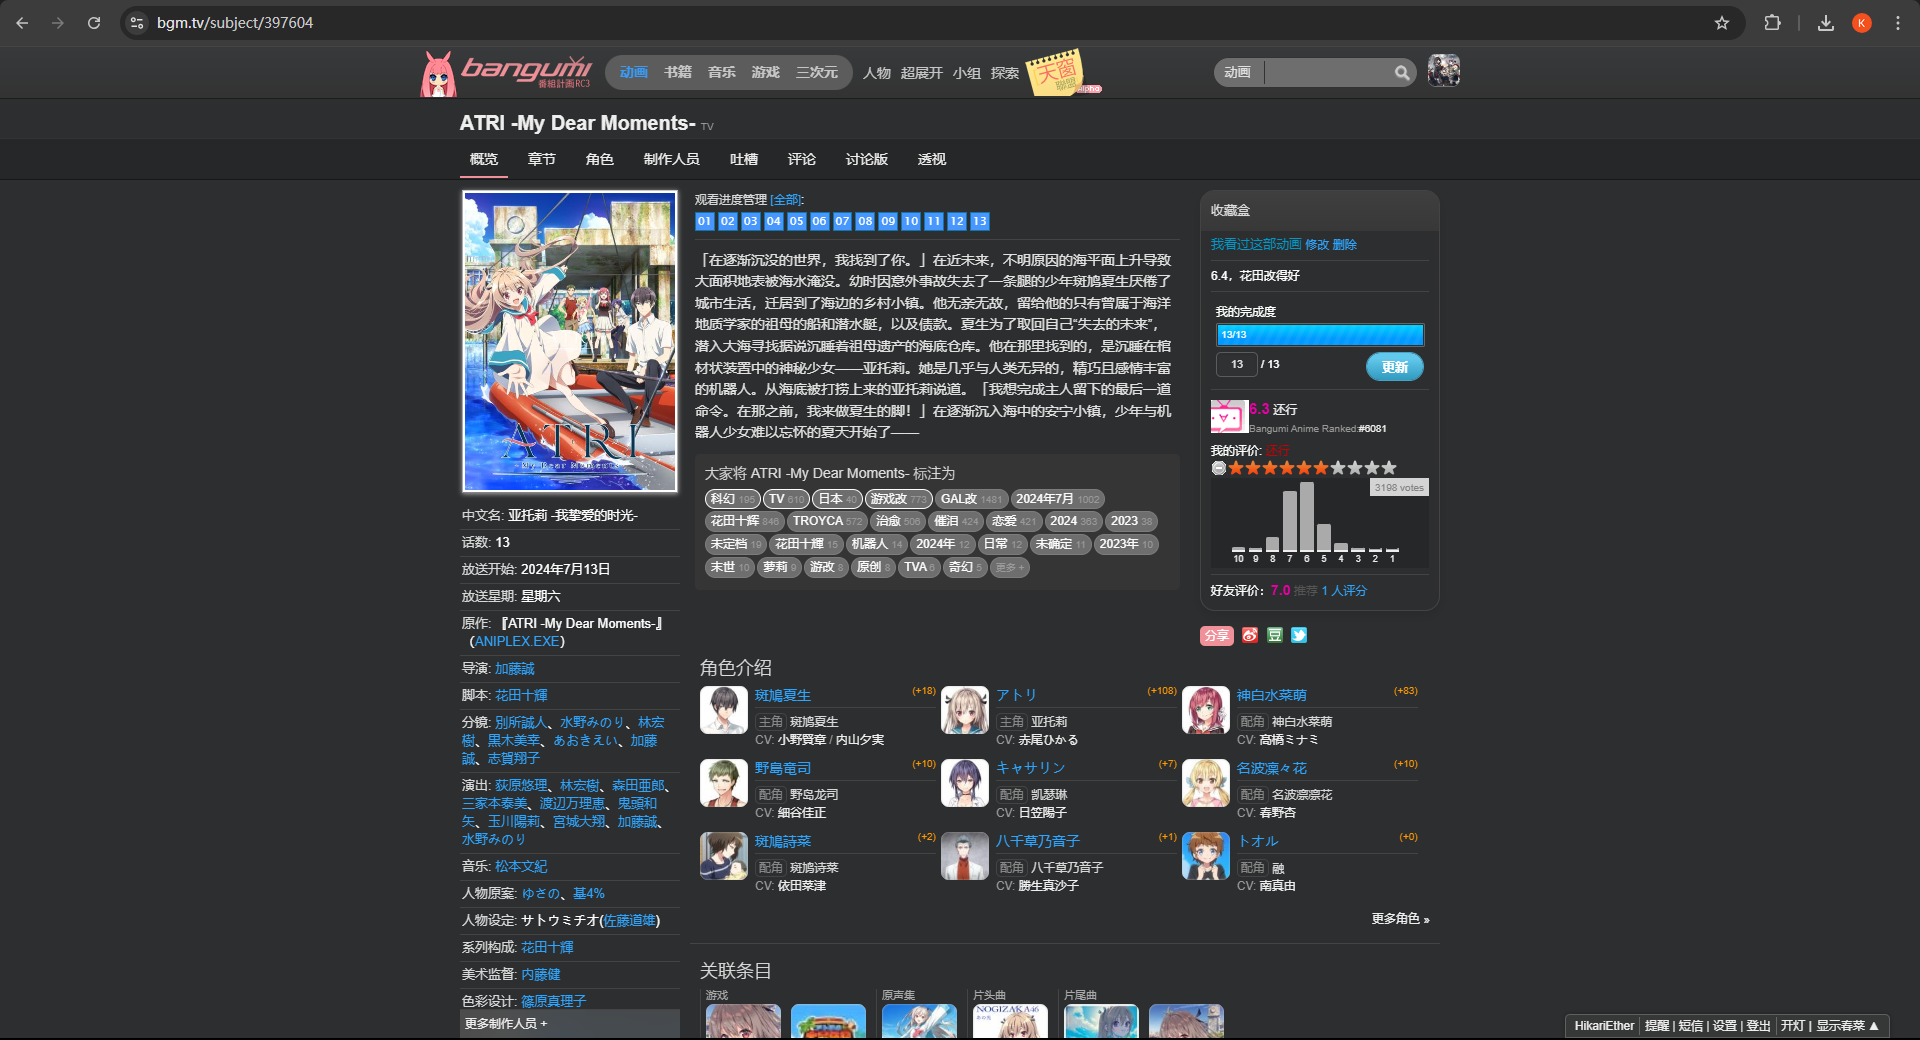 bgm.tv/subject/397604
K
bangumi
番組計画RC3
动画 书籍 音乐 游戏 三次元 人物 超展开 小组 探索
天窗
联盟
alpha
动画
ATRI -My Dear Moments- TV
概览 章节 角色 制作人员 吐槽 评论 讨论版 透视
ATRI
-My Dear Moments-
中文名: 亚托莉 -我挚爱的时光-
话数: 13
放送开始: 2024年7月13日
放送星期: 星期六
原作: 『ATRI -My Dear Moments-』
（ANIPLEX.EXE）
导演: 加藤誠
脚本: 花田十輝
分镜: 別所誠人、水野みのり、林宏
樹、黒木美幸、あおきえい、加藤
誠、志賀翔子
演出: 荻原悠理、林宏樹、森田亜郎、
三家本泰美、渡辺万理恵、鬼頭和
矢、玉川陽莉、宮城大翔、加藤誠、
水野みのり
音乐: 松本文紀
人物原案: ゆさの、基4%
人物设定: サトウミチオ(佐藤道雄)
系列构成: 花田十輝
美术监督: 内藤健
色彩设计: 篠原真理子
更多制作人员 +
观看进度管理 [全部]:
01 02 03 04 05 06 07 08 09 10 11 12 13
「在逐渐沉没的世界，我找到了你。」在近未来，不明原因的海平面上升导致
大面积地表被海水淹没。幼时因意外事故失去了一条腿的少年斑鸠夏生厌倦了
城市生活，迁居到了海边的乡村小镇。他无亲无故，留给他的只有曾属于海洋
地质学家的祖母的船和潜水艇，以及债款。夏生为了取回自己“失去的未来”，
潜入大海寻找据说沉睡着祖母遗产的海底仓库。他在那里找到的，是沉睡在棺
材状装置中的神秘少女——亚托莉。她是几乎与人类无异的，精巧且感情丰富
的机器人。从海底被打捞上来的亚托莉说道。「我想完成主人留下的最后一道
命令。在那之前，我来做夏生的脚！」在逐渐沉入海中的安宁小镇，少年与机
器人少女难以忘怀的夏天开始了——
大家将 ATRI -My Dear Moments- 标注为
科幻 195 TV 610 日本 40 游戏改 773 GAL改 1481 2024年7月 1002
花田十辉 846 TROYCA 572 治愈 506 催泪 424 恋爱 421 2024 363 2023 38
未定档 19 花田十輝 15 机器人 14 2024年 12 日常 12 未确定 11 2023年 10
末世 10 萝莉 9 游改 8 原创 8 TVA 6 奇幻 5 更多 +
收藏盒
我看过这部动画 修改 删除
6.4，花田改得好
我的完成度
13/13
13 / 13 更新
6.3 还行
Bangumi Anime Ranked:#6081
我的评价: 还行
3198 votes
10 9 8 7 6 5 4 3 2 1
好友评价: 7.0 推荐 1 人评分
分享 豆
角色介绍
斑鳩夏生 (+18)
主角 斑鸠夏生
CV: 小野賢章 / 内山夕実
アトリ (+108)
主角 亚托莉
CV: 赤尾ひかる
神白水菜萌 (+83)
配角 神白水菜萌
CV: 髙橋ミナミ
野島竜司 (+10)
配角 野岛龙司
CV: 細谷佳正
キャサリン (+7)
配角 凯瑟琳
CV: 日笠陽子
名波凜々花 (+10)
配角 名波凛凛花
CV: 春野杏
斑鳩詩菜 (+2)
配角 斑鸠诗菜
CV: 依田菜津
八千草乃音子 (+1)
配角 八千草乃音子
CV: 勝生真沙子
トオル (+0)
配角 融
CV: 南真由
更多角色 »
关联条目
游戏 原声集 片头曲 片尾曲
NOGIZAKA46
HikariEther 提醒 | 短信 | 设置 | 登出 开灯 | 显示春菜 ▲